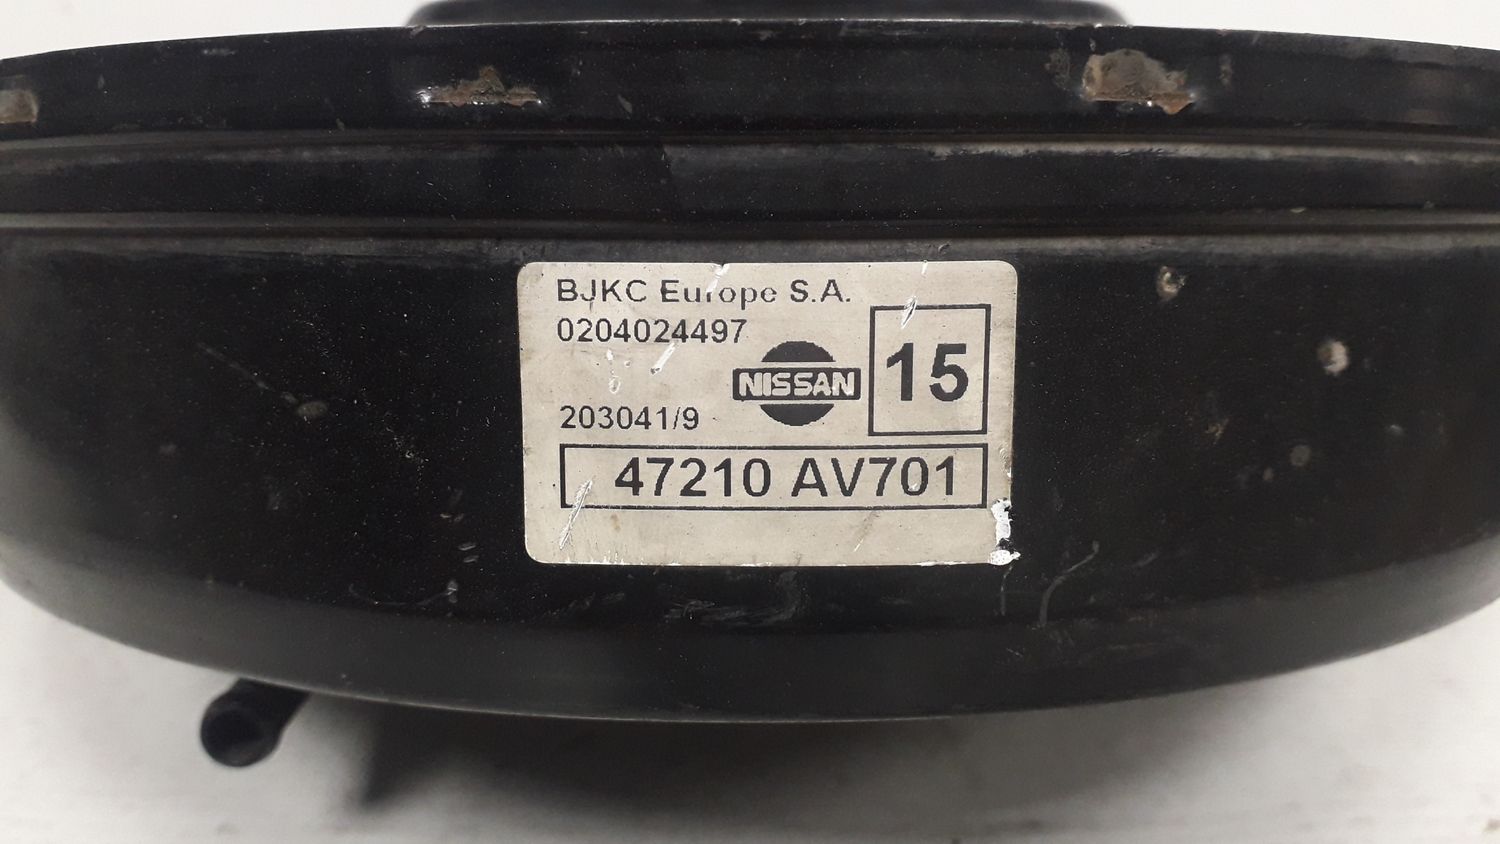 BJKC Europe S.A.
0204024497
NISSAN
15
203041/9
47210 AV701